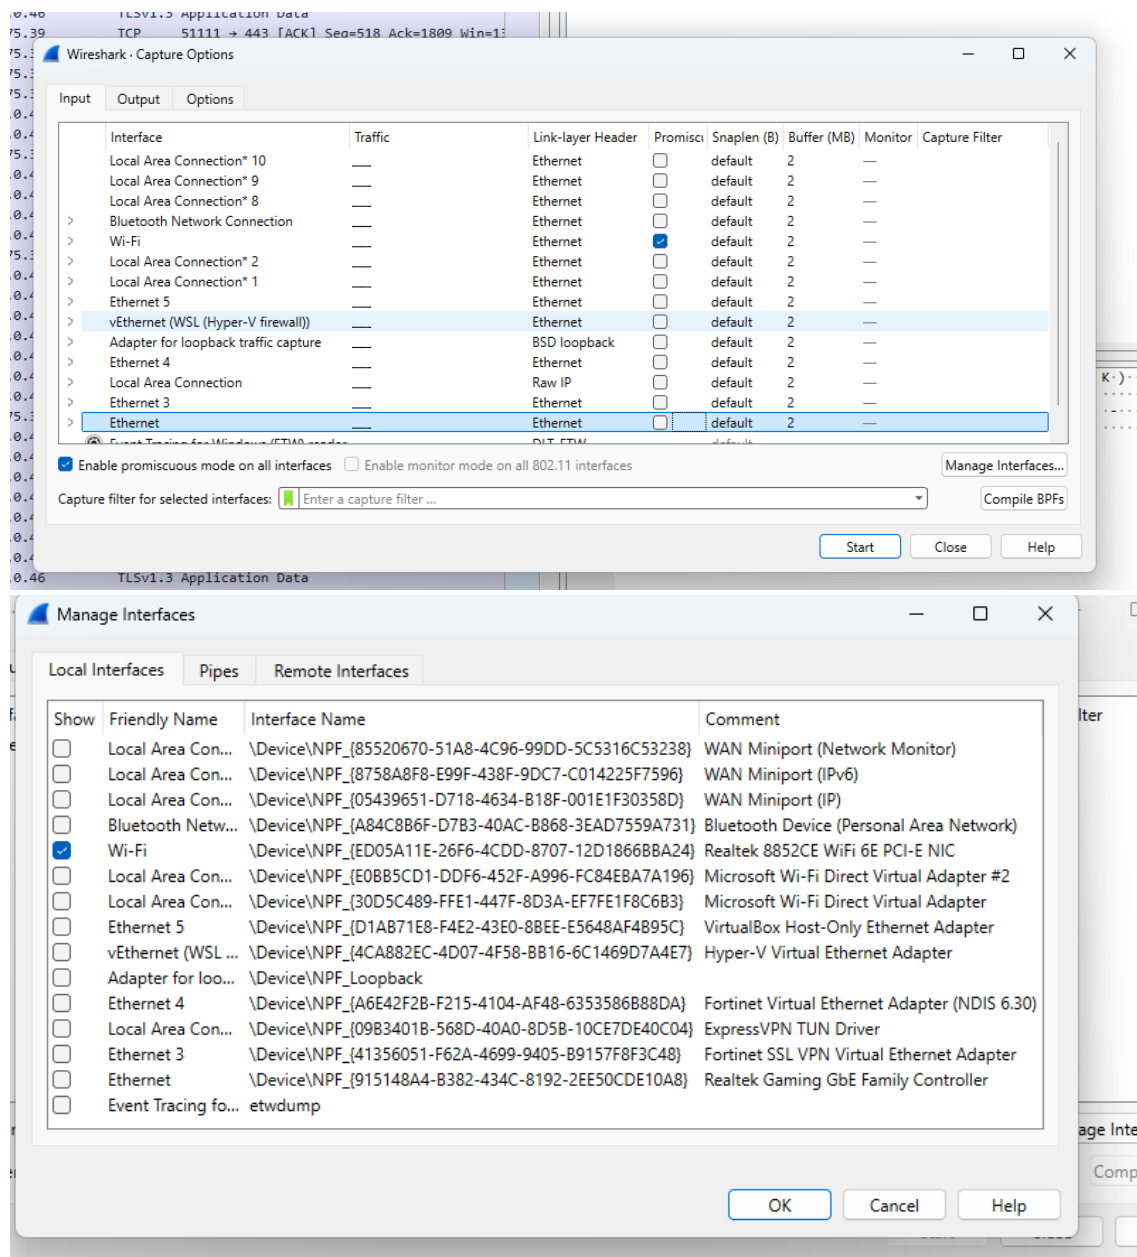 .0.46 TLSv1.3 Application Data
75.39 TCP 51111 → 443 [ACK] Seq=518 Ack=1809 Win=13
Wireshark · Capture Options
Input Output Options
Interface Traffic Link-layer Header Promiscu Snaplen (B) Buffer (MB) Monitor Capture Filter
Local Area Connection* 10 Ethernet default 2 —
Local Area Connection* 9 Ethernet default 2 —
Local Area Connection* 8 Ethernet default 2 —
Bluetooth Network Connection Ethernet default 2 —
Wi-Fi Ethernet default 2 —
Local Area Connection* 2 Ethernet default 2 —
Local Area Connection* 1 Ethernet default 2 —
Ethernet 5 Ethernet default 2 —
vEthernet (WSL (Hyper-V firewall)) Ethernet default 2 —
Adapter for loopback traffic capture BSD loopback default 2 —
Ethernet 4 Ethernet default 2 —
Local Area Connection Raw IP default 2 —
Ethernet 3 Ethernet default 2 —
Ethernet Ethernet default 2 —
Event Tracing for Windows (ETW) reader DLT_ETW default
Enable promiscuous mode on all interfaces Enable monitor mode on all 802.11 interfaces Manage Interfaces...
Capture filter for selected interfaces: Enter a capture filter ... Compile BPFs
Start Close Help
.0.46 TLSv1.3 Application Data
Manage Interfaces
Local Interfaces Pipes Remote Interfaces
Show Friendly Name Interface Name Comment
Local Area Con... \Device\NPF_{85520670-51A8-4C96-99DD-5C5316C53238} WAN Miniport (Network Monitor)
Local Area Con... \Device\NPF_{8758A8F8-E99F-438F-9DC7-C014225F7596} WAN Miniport (IPv6)
Local Area Con... \Device\NPF_{05439651-D718-4634-B18F-001E1F30358D} WAN Miniport (IP)
Bluetooth Netw... \Device\NPF_{A84C8B6F-D7B3-40AC-B868-3EAD7559A731} Bluetooth Device (Personal Area Network)
Wi-Fi \Device\NPF_{ED05A11E-26F6-4CDD-8707-12D1866BBA24} Realtek 8852CE WiFi 6E PCI-E NIC
Local Area Con... \Device\NPF_{E0BB5CD1-DDF6-452F-A996-FC84EBA7A196} Microsoft Wi-Fi Direct Virtual Adapter #2
Local Area Con... \Device\NPF_{30D5C489-FFE1-447F-8D3A-EF7FE1F8C6B3} Microsoft Wi-Fi Direct Virtual Adapter
Ethernet 5 \Device\NPF_{D1AB71E8-F4E2-43E0-8BEE-E5648AF4B95C} VirtualBox Host-Only Ethernet Adapter
vEthernet (WSL ... \Device\NPF_{4CA882EC-4D07-4F58-BB16-6C1469D7A4E7} Hyper-V Virtual Ethernet Adapter
Adapter for loo... \Device\NPF_Loopback
Ethernet 4 \Device\NPF_{A6E42F2B-F215-4104-AF48-6353586B88DA} Fortinet Virtual Ethernet Adapter (NDIS 6.30)
Local Area Con... \Device\NPF_{09B3401B-568D-40A0-8D5B-10CE7DE40C04} ExpressVPN TUN Driver
Ethernet 3 \Device\NPF_{41356051-F62A-4699-9405-B9157F8F3C48} Fortinet SSL VPN Virtual Ethernet Adapter
Ethernet \Device\NPF_{915148A4-B382-434C-8192-2EE50CDE10A8} Realtek Gaming GbE Family Controller
Event Tracing fo... etwdump
OK Cancel Help